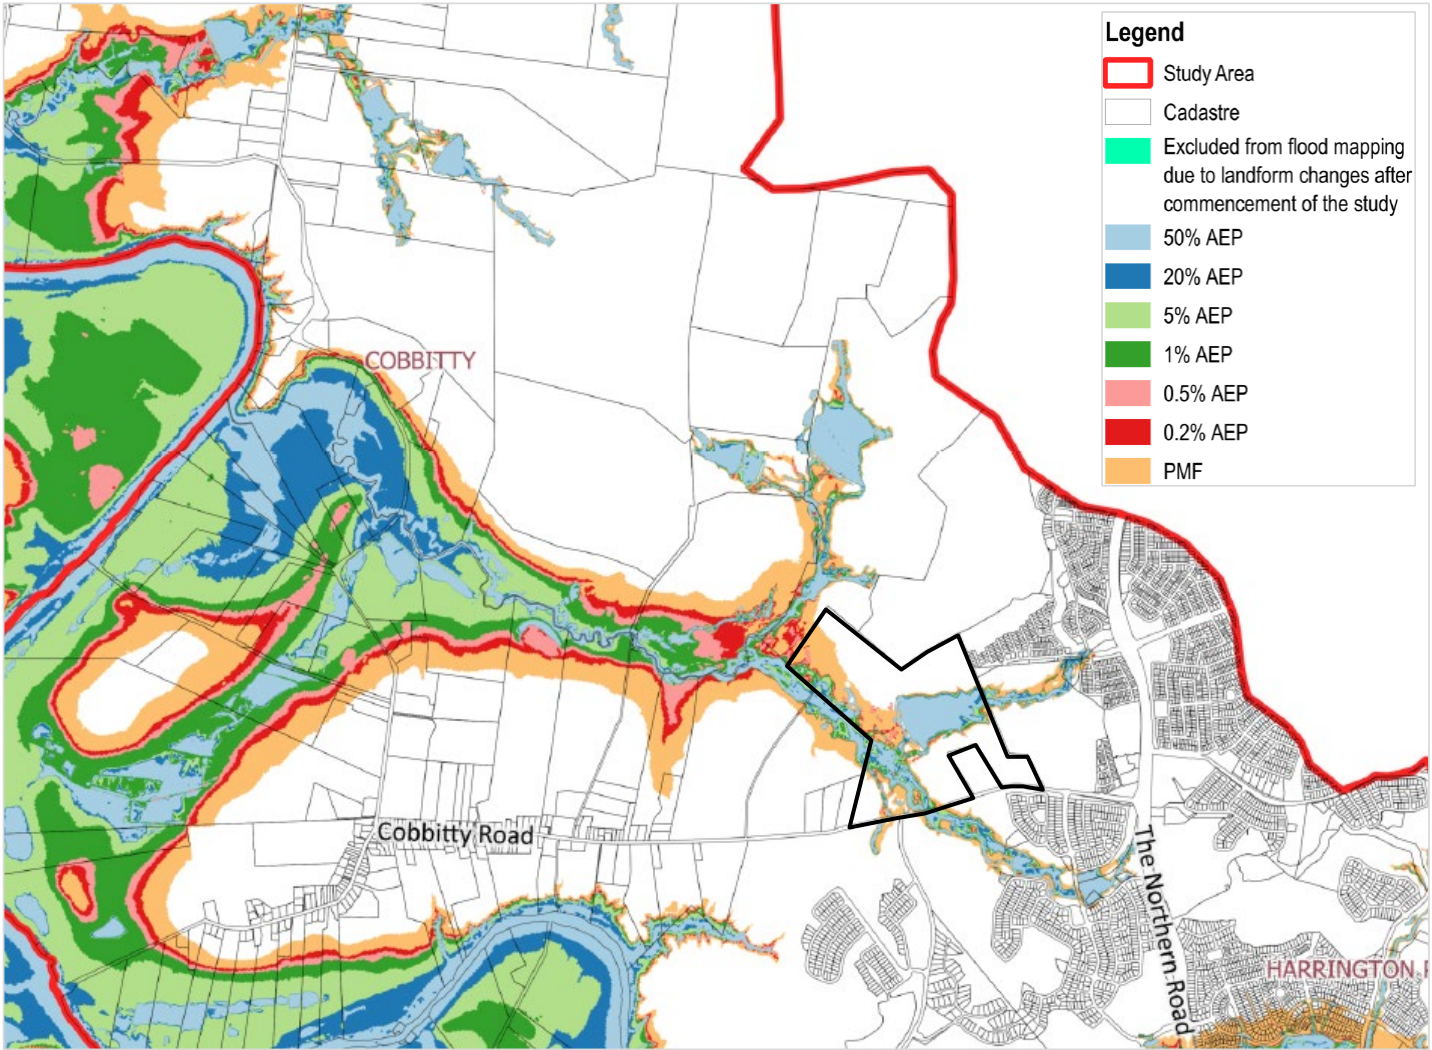 Legend
Study Area
Cadastre
Excluded from flood mapping
due to landform changes after
commencement of the study
50% AEP
20% AEP
5% AEP
1% AEP
0.5% AEP
0.2% AEP
PMF
COBBITTY
Cobbitty Road
The Northern Road
HARRINGTON